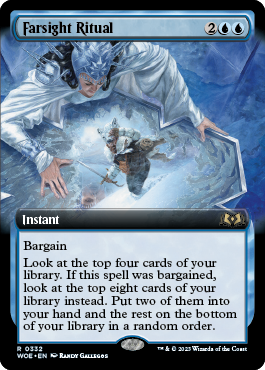 Farsight Ritual 2
Instant
Bargain
Look at the top four cards of your
library. If this spell was bargained,
look at the top eight cards of your
library instead. Put two of them into
your hand and the rest on the bottom
of your library in a random order.
R 0332
WOE • EN RANDY GALLEGOS ™ & © 2023 Wizards of the Coast